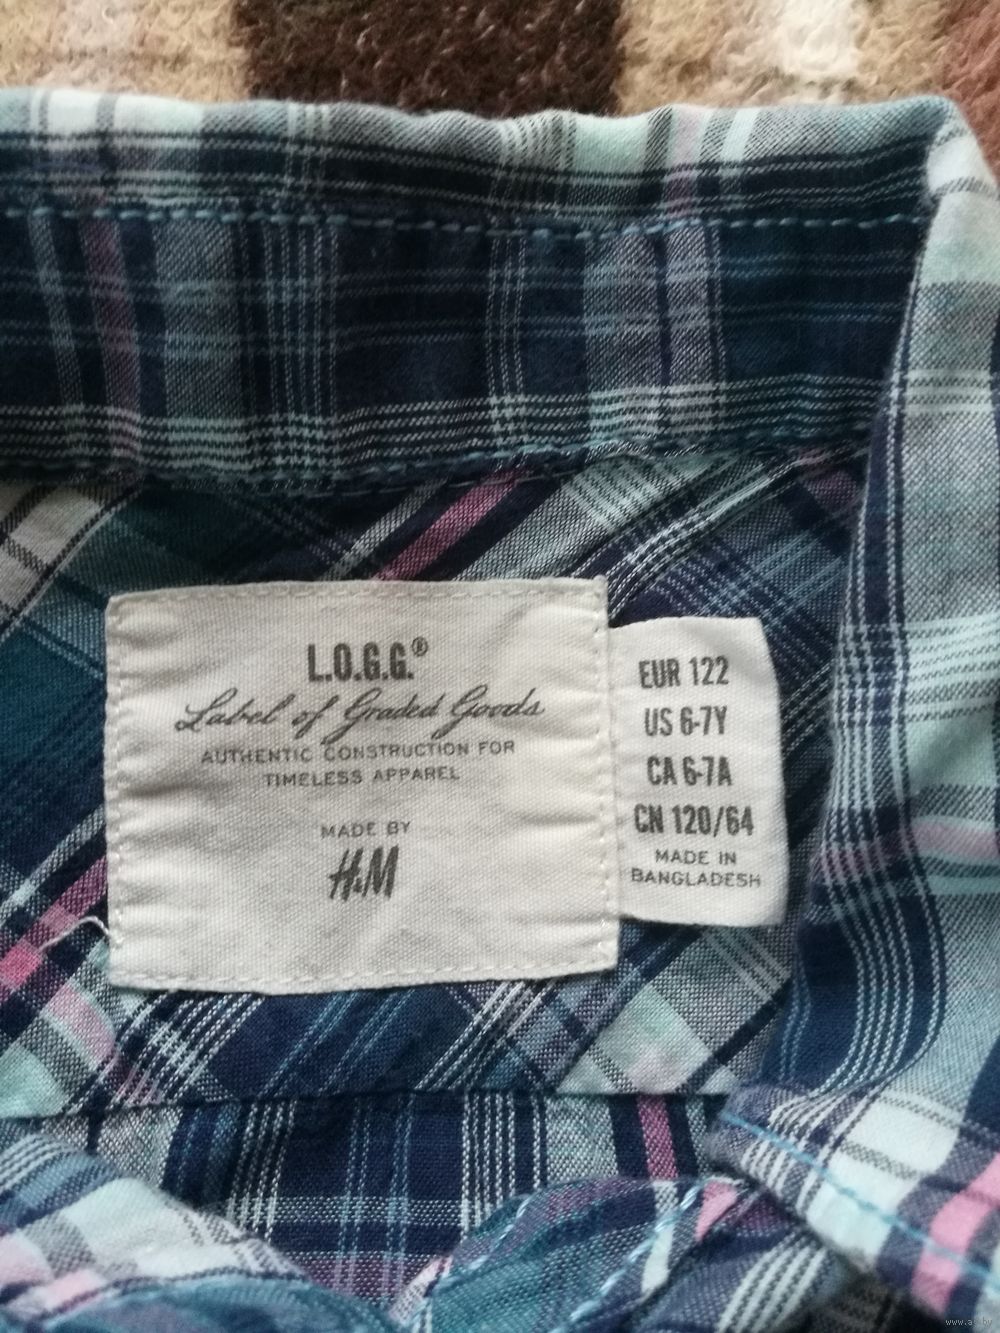 L.O.G.G.®
Label of Graded Goods
AUTHENTIC CONSTRUCTION FOR
TIMELESS APPAREL
MADE BY
H&M
EUR 122
US 6-7Y
CA 6-7A
CN 120/64
MADE IN
BANGLADESH